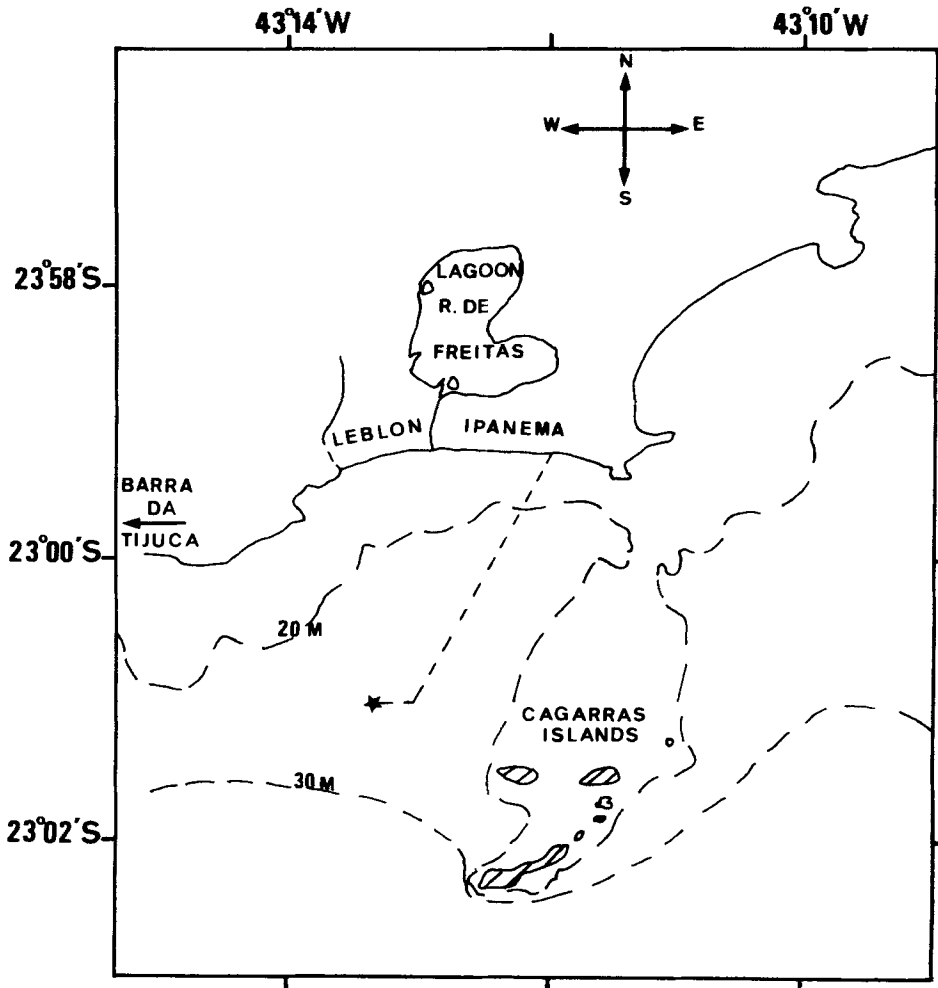 43°14'W
43°10'W
N
W
E
S
23°58'S
LAGOON
R. DE
FREITAS
LEBLON
IPANEMA
BARRA
DA
TIJUCA
23°00'S
20 M
CAGARRAS
ISLANDS
30 M
23°02'S